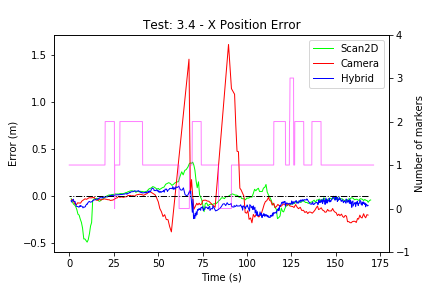 Test: 3.4 - X Position Error
Scan2D
Camera
Hybrid
Error (m)
1.5
1.0
0.5
0.0
−0.5
4
3
2
1
0
−1
Number of markers
0 25 50 75 100 125 150 175
Time (s)